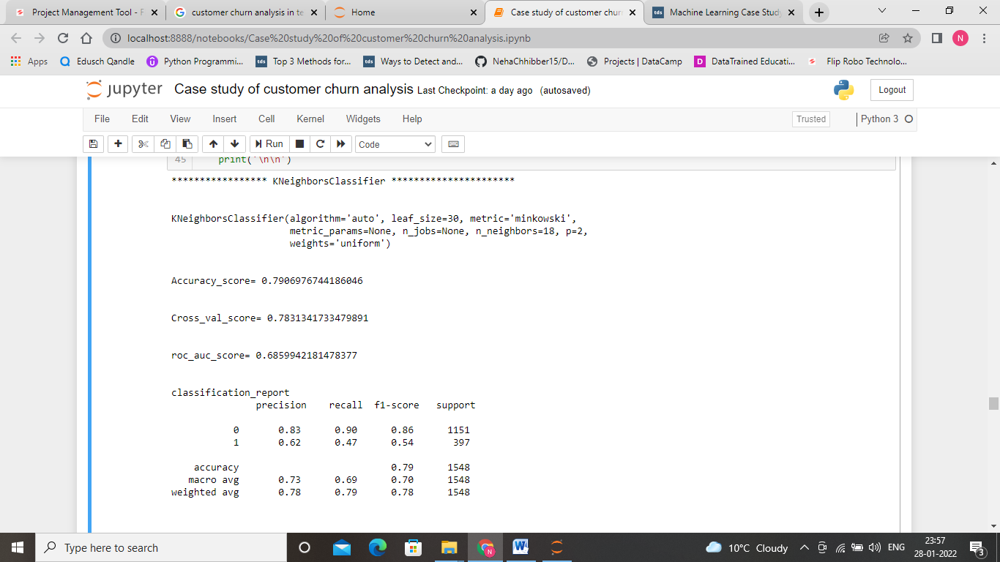 Project Management Tool - F
customer churn analysis in te
Home
Case study of customer churn
Machine Learning Case Study
localhost:8888/notebooks/Case%20study%20of%20customer%20churn%20analysis.ipynb
N
Apps
Edusch Qandle
Python Programmi...
tds Top 3 Methods for...
tds Ways to Detect and...
NehaChhibber15/D...
Projects | DataCamp
D DataTrained Educati...
Flip Robo Technolo...
jupyter Case study of customer churn analysis Last Checkpoint: a day ago (autosaved)
Logout
File Edit View Insert Cell Kernel Widgets Help
Trusted
Python 3
Run
Code
45 print('\n\n')
***************** KNeighborsClassifier **********************
KNeighborsClassifier(algorithm='auto', leaf_size=30, metric='minkowski',
metric_params=None, n_jobs=None, n_neighbors=18, p=2,
weights='uniform')
Accuracy_score= 0.7906976744186046
Cross_val_score= 0.7831341733479891
roc_auc_score= 0.6859942181478377
classification_report
precision recall f1-score support
0 0.83 0.90 0.86 1151
1 0.62 0.47 0.54 397
accuracy 0.79 1548
macro avg 0.73 0.69 0.70 1548
weighted avg 0.78 0.79 0.78 1548
Type here to search
10°C Cloudy
ENG
23:57
28-01-2022
3